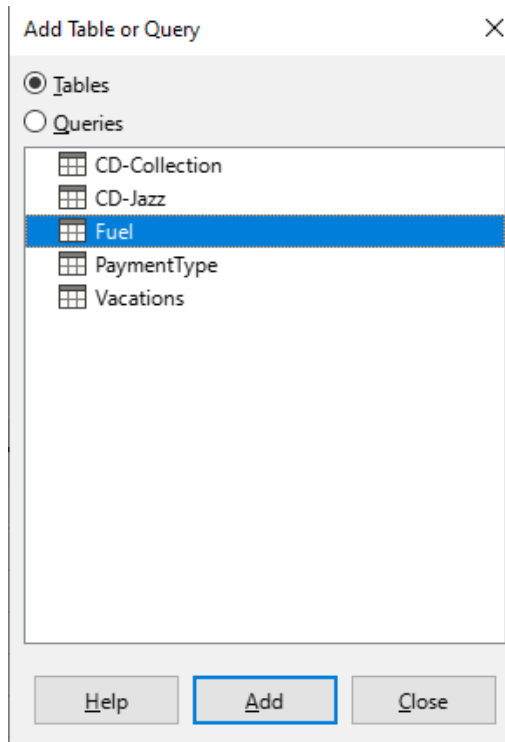 Add Table or Query
Tables
Queries
CD-Collection
CD-Jazz
Fuel
PaymentType
Vacations
Help Add Close